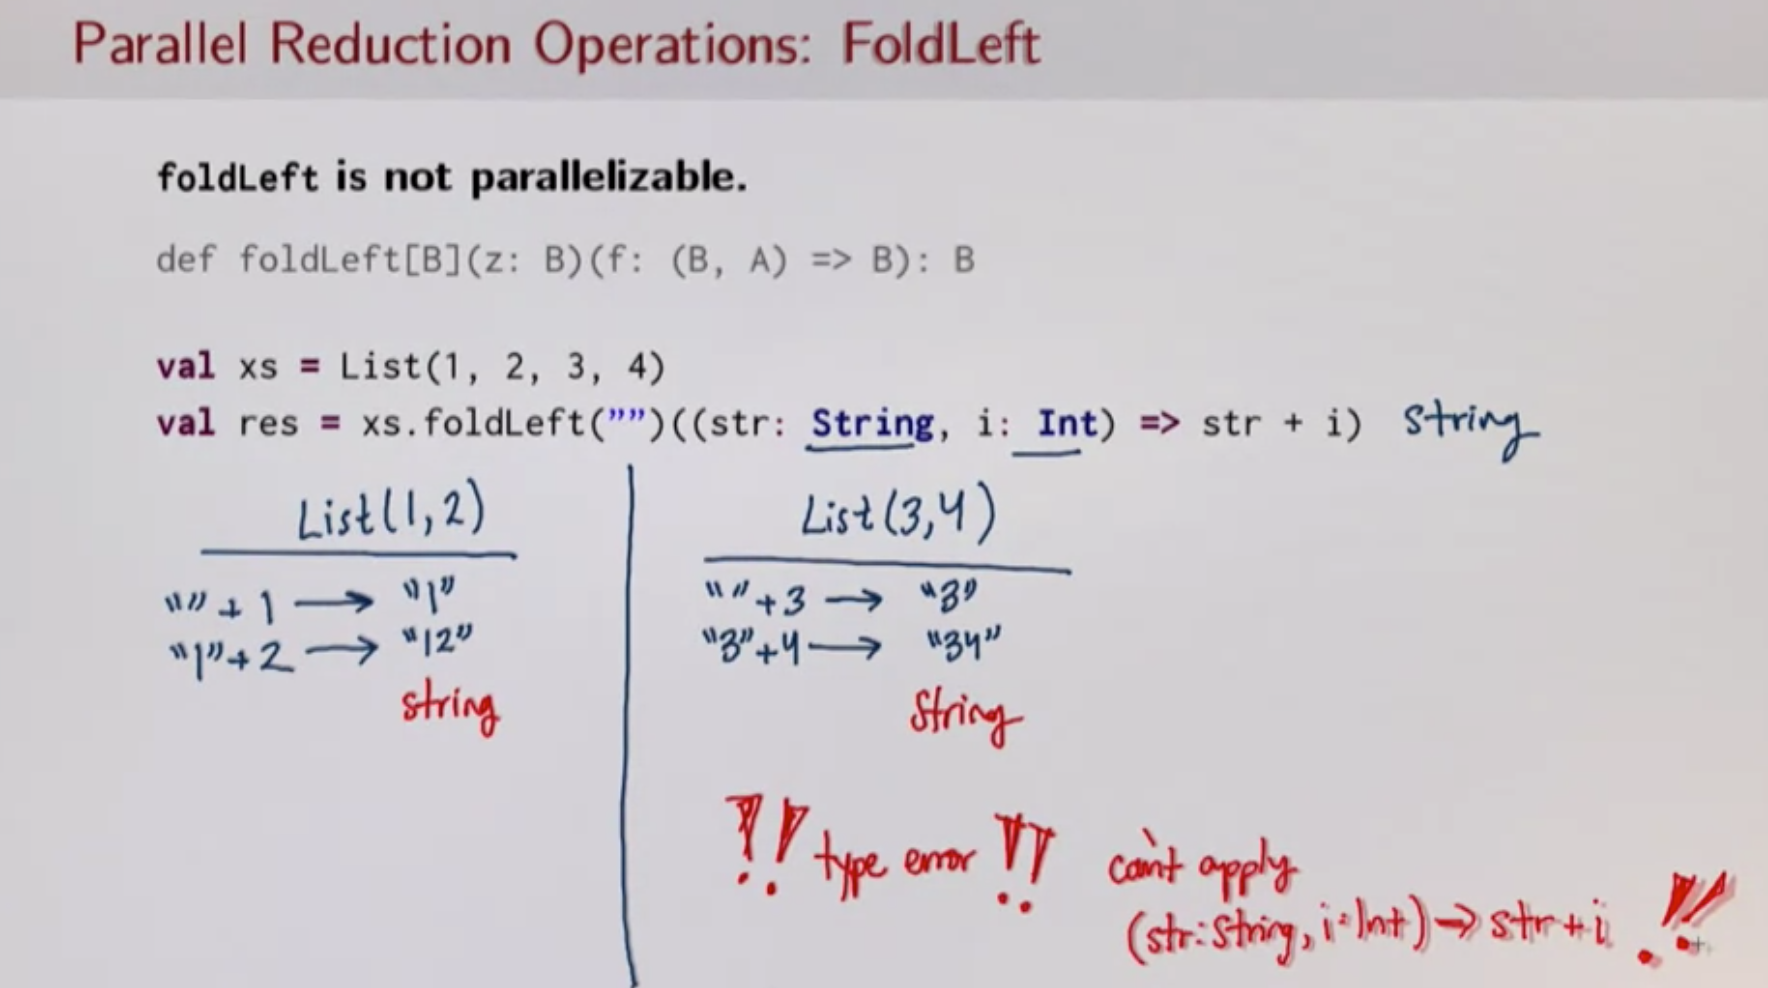 Parallel Reduction Operations: FoldLeft
foldLeft is not parallelizable.
def foldLeft[B](z: B)(f: (B, A) => B): B
val xs = List(1, 2, 3, 4)
val res = xs.foldLeft(””)((str: String, i: Int) => str + i) String
List(1,2)
"" + 1 → "1"
"1" + 2 → "12"
string
List(3,4)
"" + 3 → "3"
"3" + 4 → "34"
String
!! type error !!
can't apply
(str:String, i:Int) → str + i !!